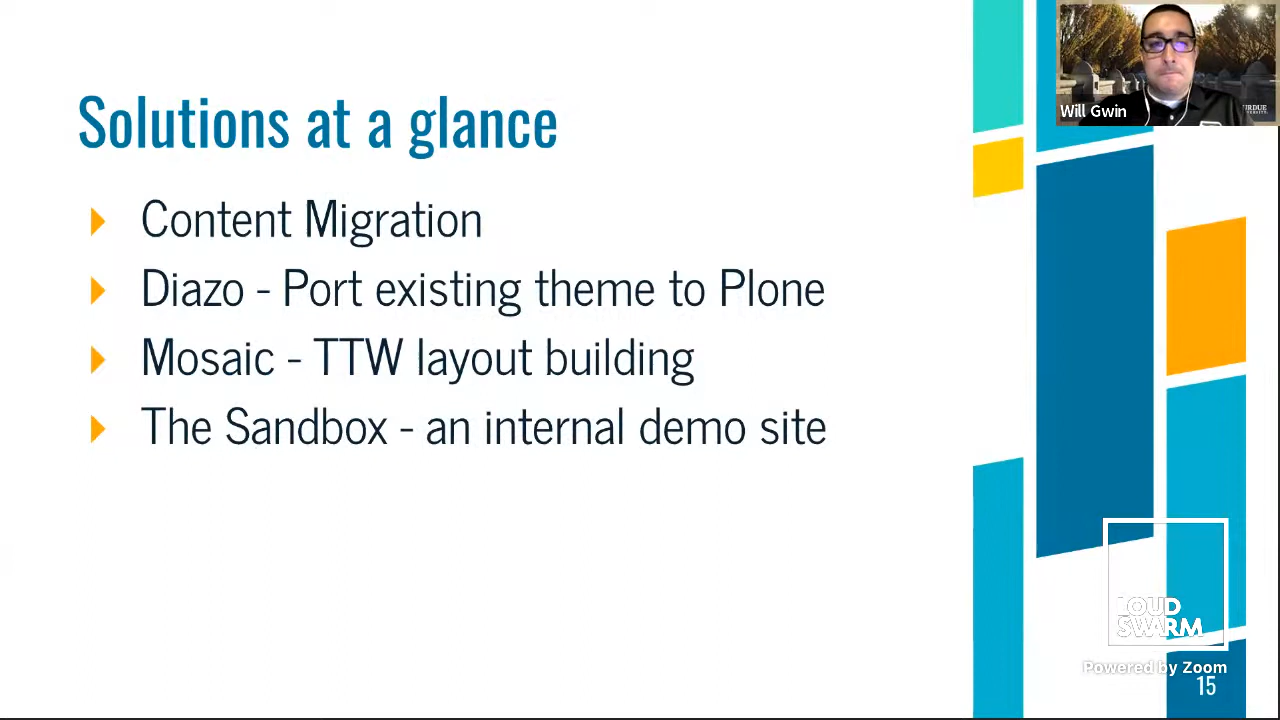 Solutions at a glance
Content Migration
Diazo - Port existing theme to Plone
Mosaic - TTW layout building
The Sandbox - an internal demo site
Will Gwin
LOUD
SWARM
Powered by Zoom
15